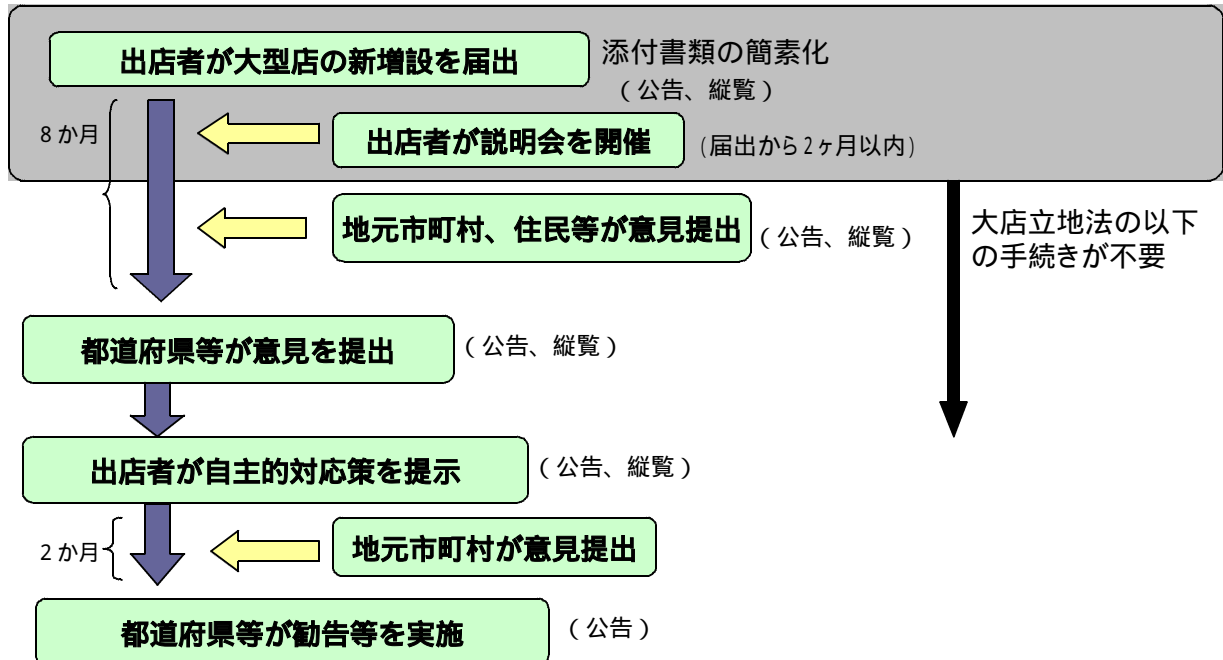 出店者が大型店の新増設を届出
添付書類の簡素化
（公告、縦覧）
8か月
出店者が説明会を開催
(届出から2ヶ月以内)
地元市町村、住民等が意見提出
（公告、縦覧）
大店立地法の以下
の手続きが不要
都道府県等が意見を提出
（公告、縦覧）
出店者が自主的対応策を提示
（公告、縦覧）
2か月
地元市町村が意見提出
都道府県等が勧告等を実施
（公告）